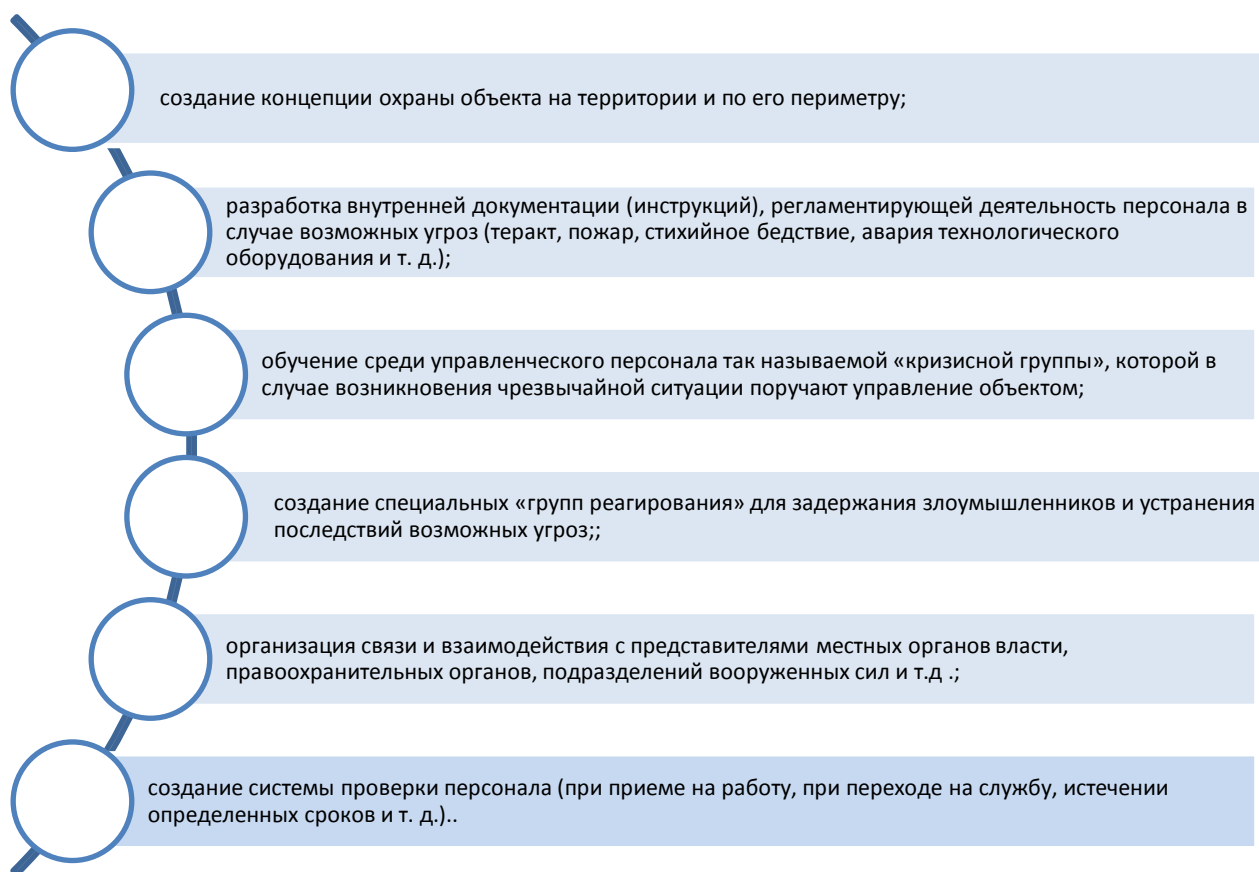 создание концепции охраны объекта на территории и по его периметру;
разработка внутренней документации (инструкций), регламентирующей деятельность персонала в
случае возможных угроз (теракт, пожар, стихийное бедствие, авария технологического
оборудования и т. д.);
обучение среди управленческого персонала так называемой «кризисной группы», которой в
случае возникновения чрезвычайной ситуации поручают управление объектом;
создание специальных «групп реагирования» для задержания злоумышленников и устранения
последствий возможных угроз;;
организация связи и взаимодействия с представителями местных органов власти,
правоохранительных органов, подразделений вооруженных сил и т.д .;
создание системы проверки персонала (при приеме на работу, при переходе на службу, истечении
определенных сроков и т. д.)..